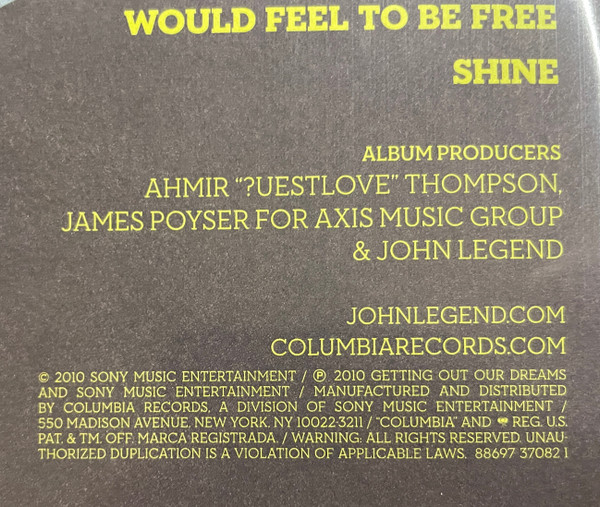 WOULD FEEL TO BE FREE
SHINE
ALBUM PRODUCERS
AHMIR “?UESTLOVE” THOMPSON,
JAMES POYSER FOR AXIS MUSIC GROUP
& JOHN LEGEND
JOHNLEGEND.COM
COLUMBIARECORDS.COM
© 2010 SONY MUSIC ENTERTAINMENT / ℗ 2010 GETTING OUT OUR DREAMS
AND SONY MUSIC ENTERTAINMENT / MANUFACTURED AND DISTRIBUTED
BY COLUMBIA RECORDS, A DIVISION OF SONY MUSIC ENTERTAINMENT /
550 MADISON AVENUE, NEW YORK, NY 10022-3211 / “COLUMBIA” AND REG. U.S.
PAT. & TM. OFF. MARCA REGISTRADA. / WARNING: ALL RIGHTS RESERVED. UNAU-
THORIZED DUPLICATION IS A VIOLATION OF APPLICABLE LAWS. 88697 37082 1